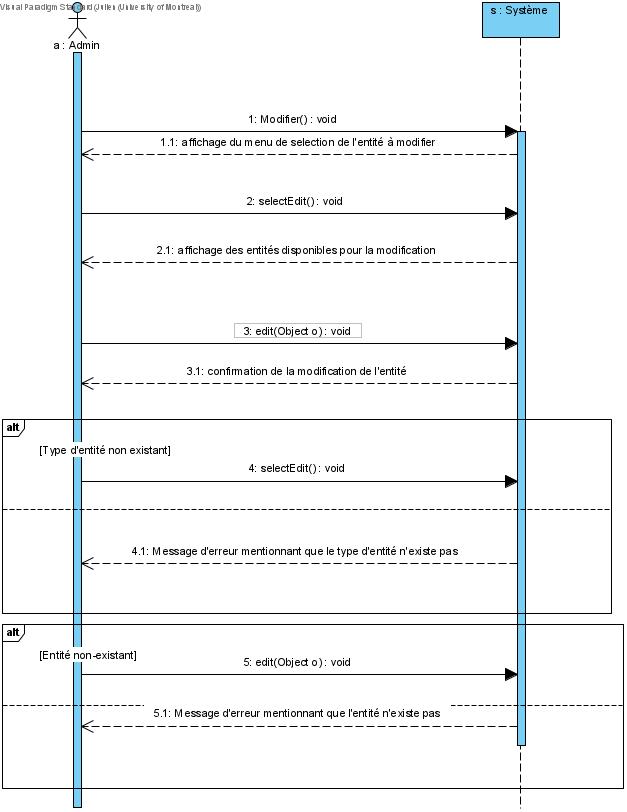 Visual Paradigm Standard (Julien (University of Montreal))
s : Système
a : Admin
1: Modifier() : void
1.1: affichage du menu de selection de l'entité à modifier
2: selectEdit() : void
2.1: affichage des entités disponibles pour la modification
3: edit(Object o) : void
3.1: confirmation de la modification de l'entité
alt
[Type d'entité non existant]
4: selectEdit() : void
4.1: Message d'erreur mentionnant que le type d'entité n'existe pas
alt
[Entité non-existant]
5: edit(Object o) : void
5.1: Message d'erreur mentionnant que l'entité n'existe pas